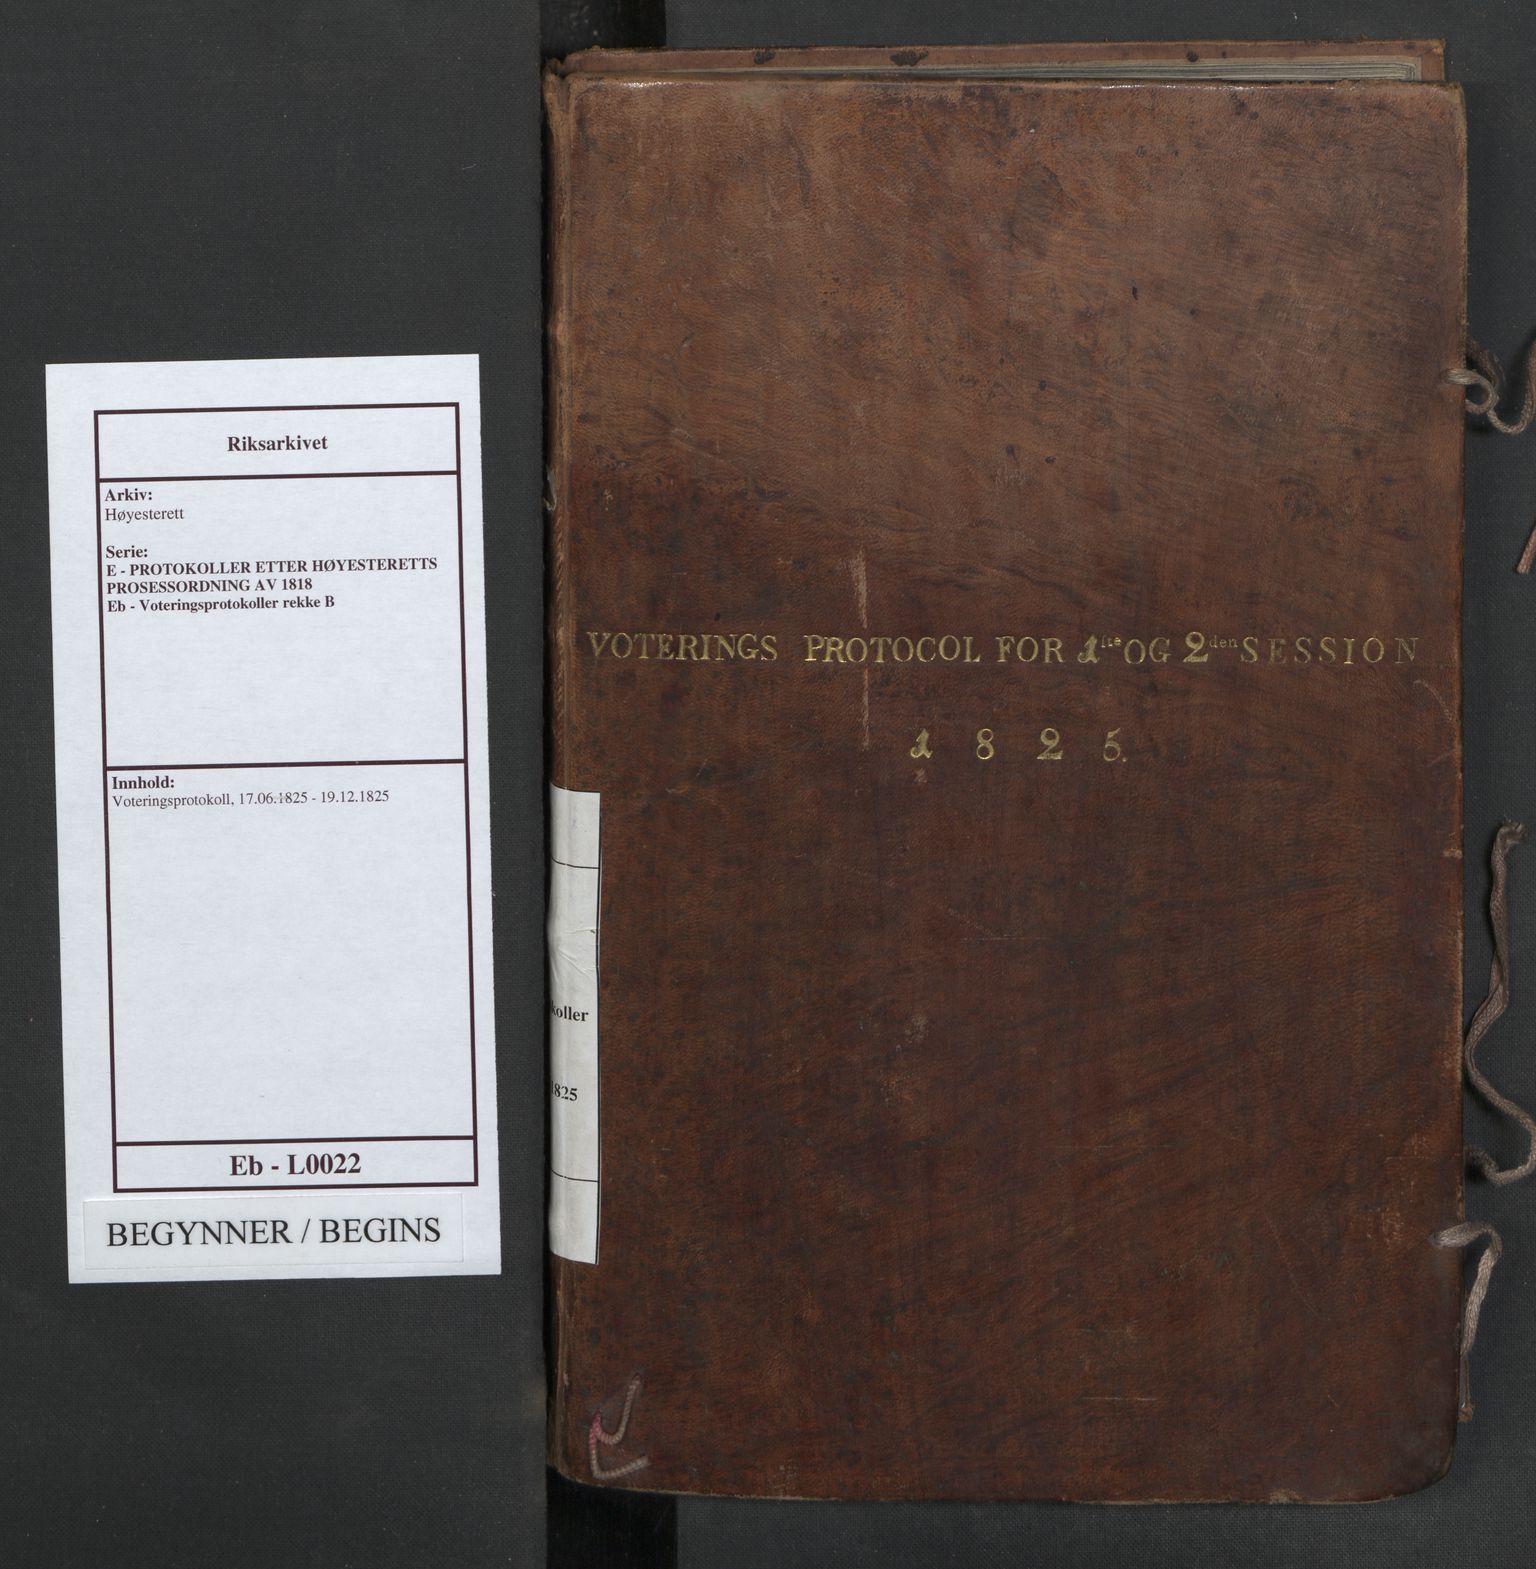 Riksarkivet
Arkiv:
Høyesterett
Serie:
E - PROTOKOLLER ETTER HØYESTERETTS
PROSESSORDNING AV 1818
Eb - Voteringsprotokoller rekke B
Innhold:
Voteringsprotokoll, 17.06.1825 - 19.12.1825
Eb - L0022
BEGYNNER / BEGINS
VOTERINGS PROTOCOL FOR 1ste OG 2den SESSION
1825.
koller
1825